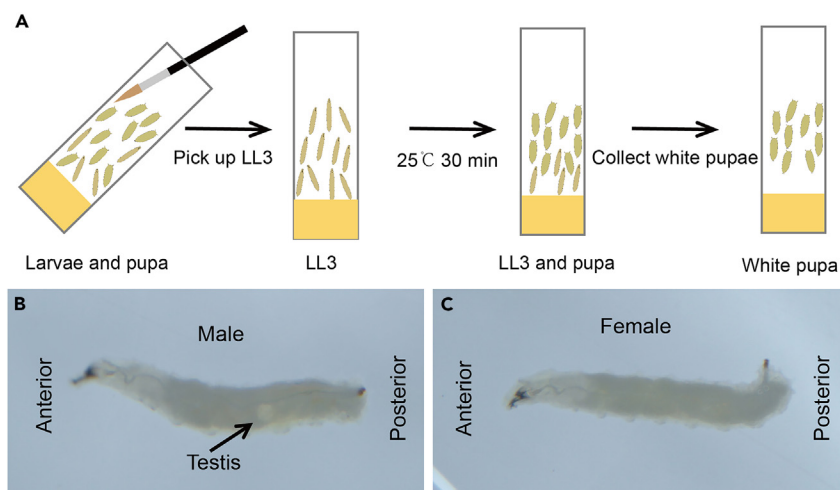 A
Pick up LL3
25℃ 30 min
Collect white pupae
Larvae and pupa
LL3
LL3 and pupa
White pupa
B
Male
Anterior
Posterior
Testis
C
Female
Anterior
Posterior